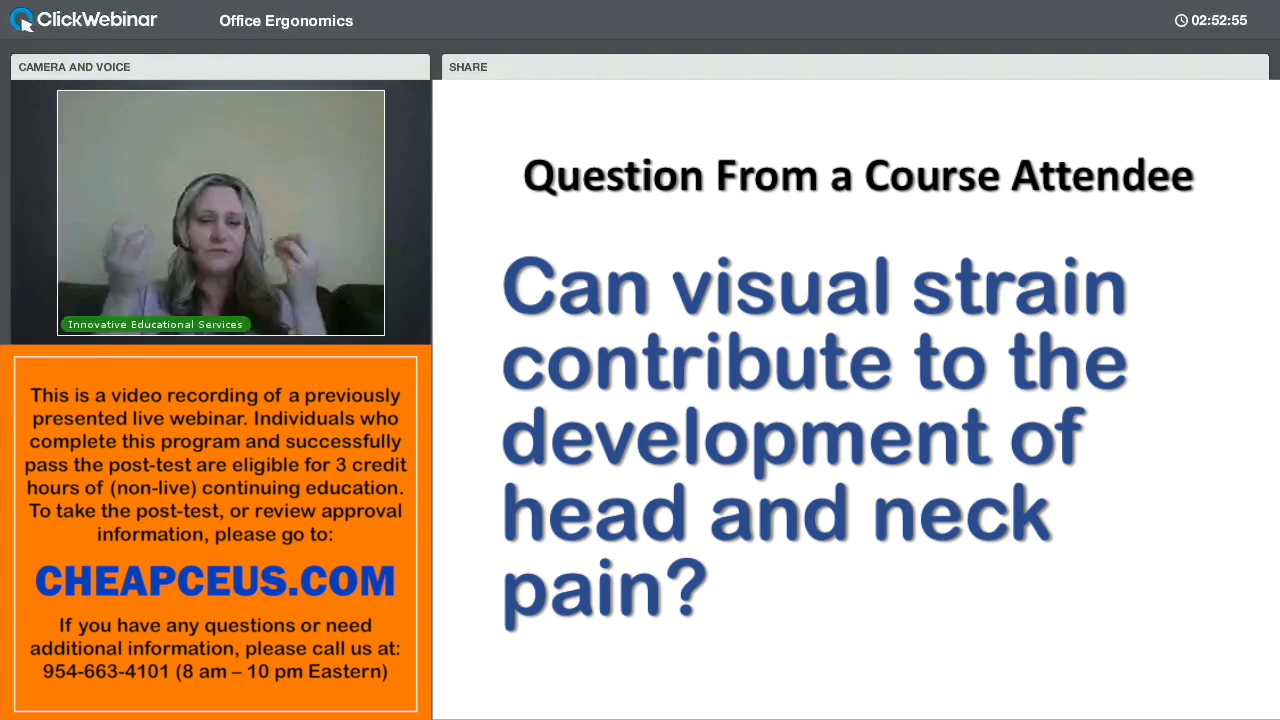 ClickWebinar
Office Ergonomics
02:52:55
CAMERA AND VOICE
SHARE
Innovative Educational Services
This is a video recording of a previously
presented live webinar. Individuals who
complete this program and successfully
pass the post-test are eligible for 3 credit
hours of (non-live) continuing education.
To take the post-test, or review approval
information, please go to:
CHEAPCEUS.COM
If you have any questions or need
additional information, please call us at:
954-663-4101 (8 am – 10 pm Eastern)
Question From a Course Attendee
Can visual strain
contribute to the
development of
head and neck
pain?